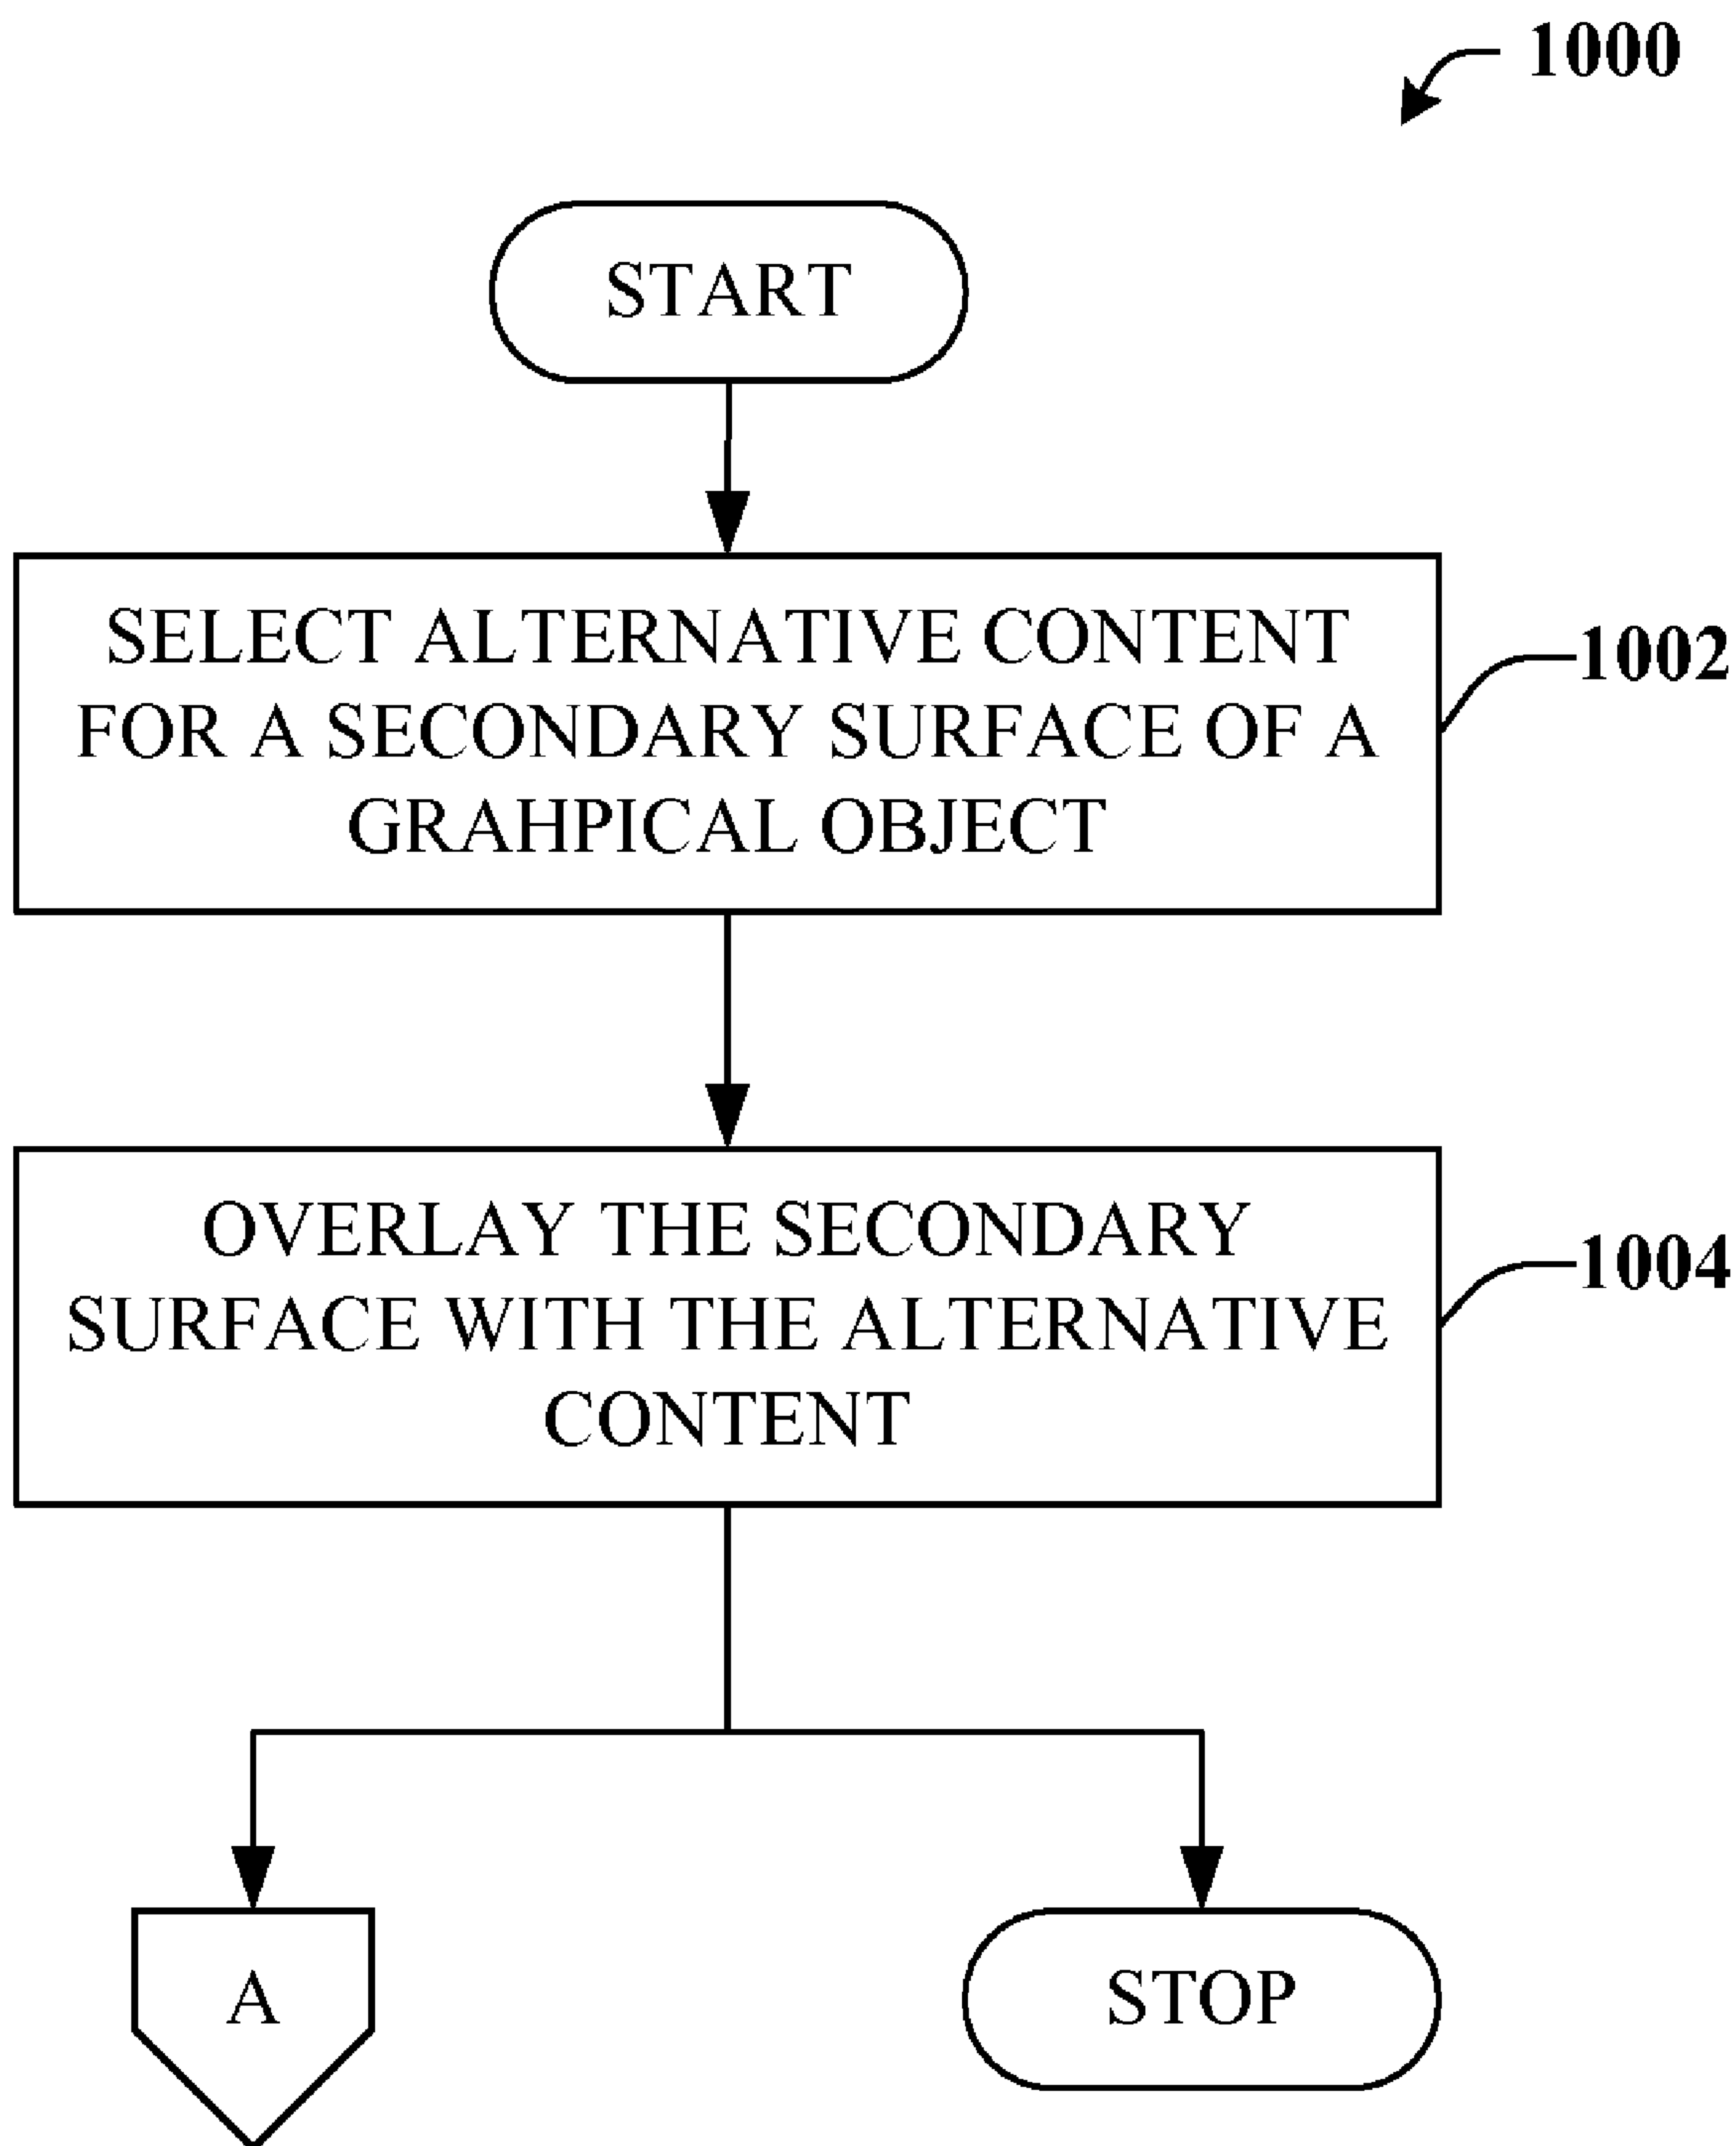 1000
START
SELECT ALTERNATIVE CONTENT
FOR A SECONDARY SURFACE OF A
GRAHPICAL OBJECT
1002
OVERLAY THE SECONDARY
SURFACE WITH THE ALTERNATIVE
CONTENT
1004
A
STOP